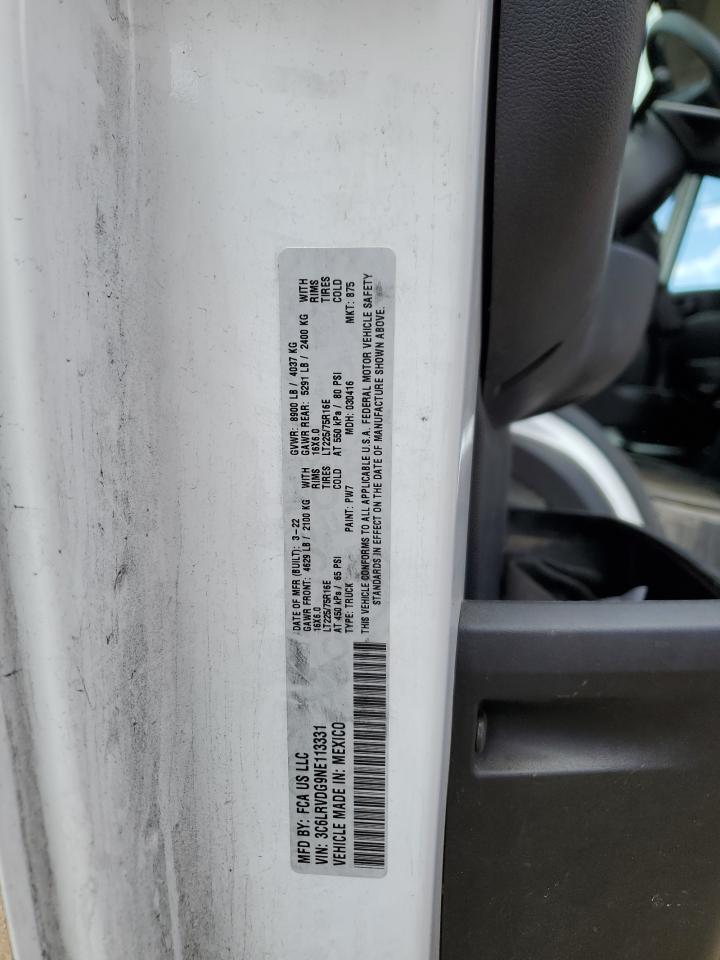 MFD BY: FCA US LLC
VIN: 3C6LRVDG9NE113331
VEHICLE MADE IN: MEXICO
DATE OF MFR (BUILT): 3-22 GVWR: 8900 LB / 4037 KG
GAWR FRONT: 4629 LB / 2100 KG WITH GAWR REAR: 5291 LB / 2400 KG WITH
16X6.0 RIMS 16X6.0 RIMS
LT225/75R16E TIRES LT225/75R16E TIRES
AT 450 kPa / 65 PSI COLD AT 550 kPa / 80 PSI COLD
TYPE: TRUCK PAINT: PW7 MDH: 030416 MKT: 875
THIS VEHICLE CONFORMS TO ALL APPLICABLE U.S.A. FEDERAL MOTOR VEHICLE SAFETY
STANDARDS IN EFFECT ON THE DATE OF MANUFACTURE SHOWN ABOVE.